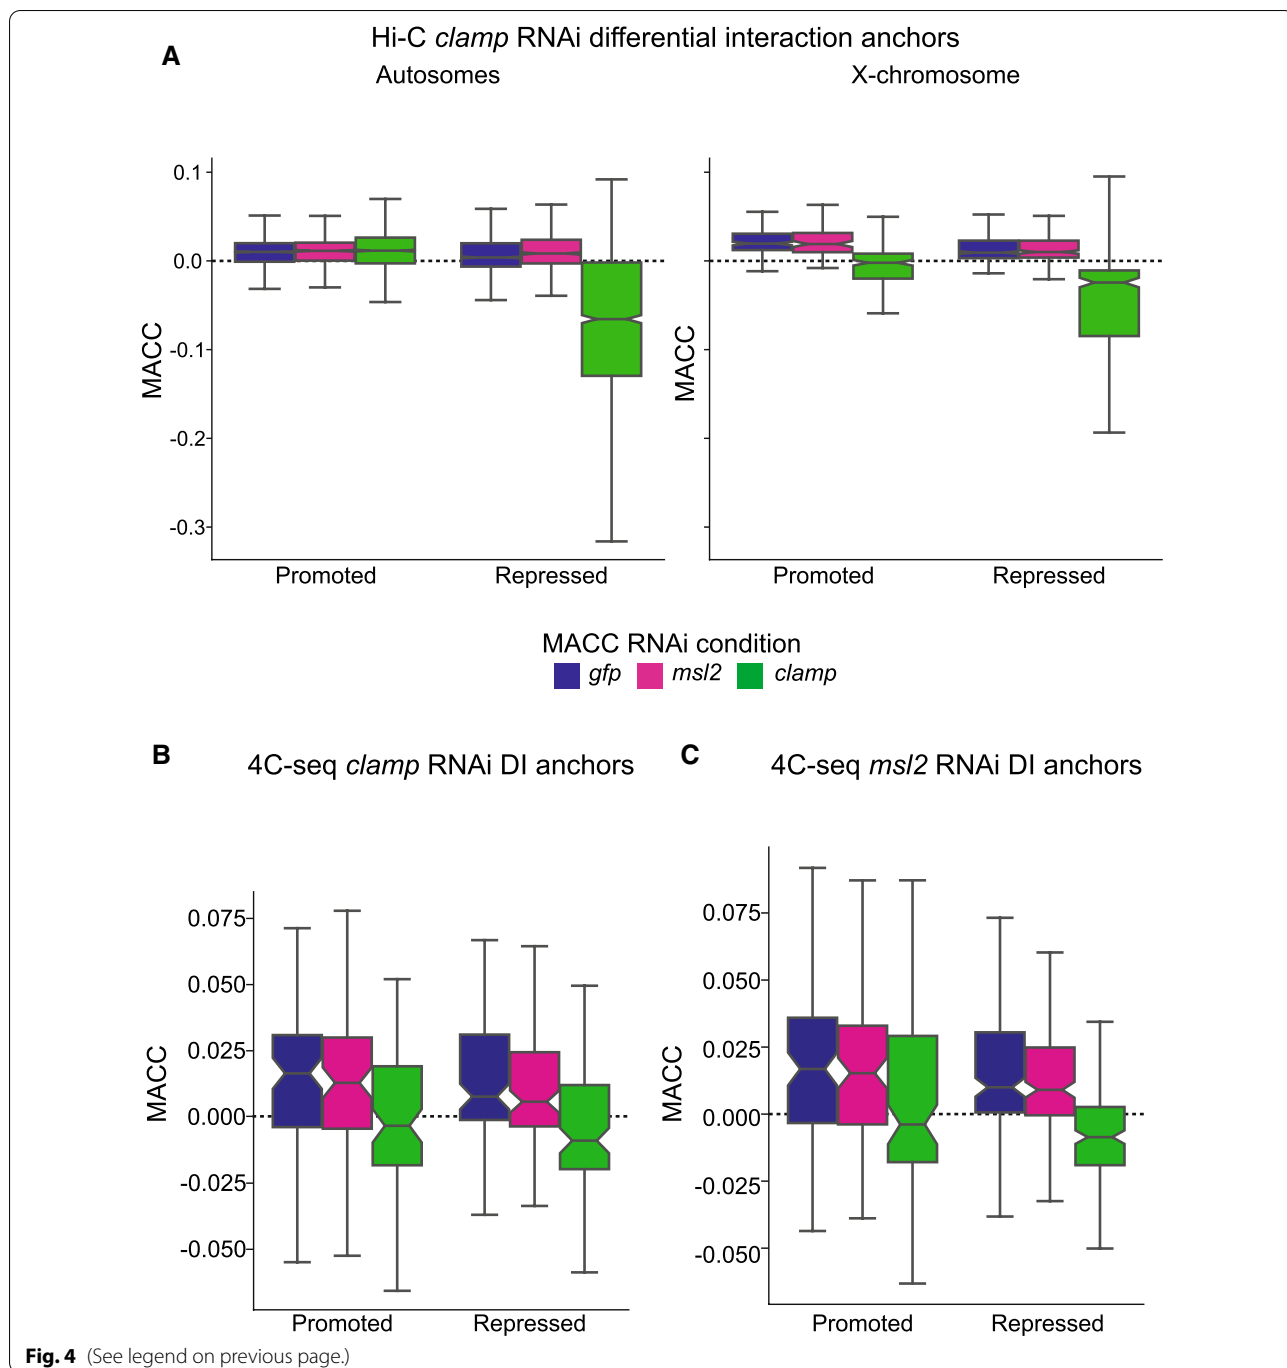 A
Hi-C clamp RNAi differential interaction anchors
Autosomes
X-chromosome
0.1
0.0
-0.1
-0.2
-0.3
MACC
Promoted
Repressed
MACC
Promoted
Repressed
MACC RNAi condition
gfp msl2 clamp
B
4C-seq clamp RNAi DI anchors
0.075
0.050
0.025
0.000
-0.025
-0.050
MACC
Promoted
Repressed
C
4C-seq msl2 RNAi DI anchors
0.075
0.050
0.025
0.000
-0.025
-0.050
MACC
Promoted
Repressed
Fig. 4 (See legend on previous page.)